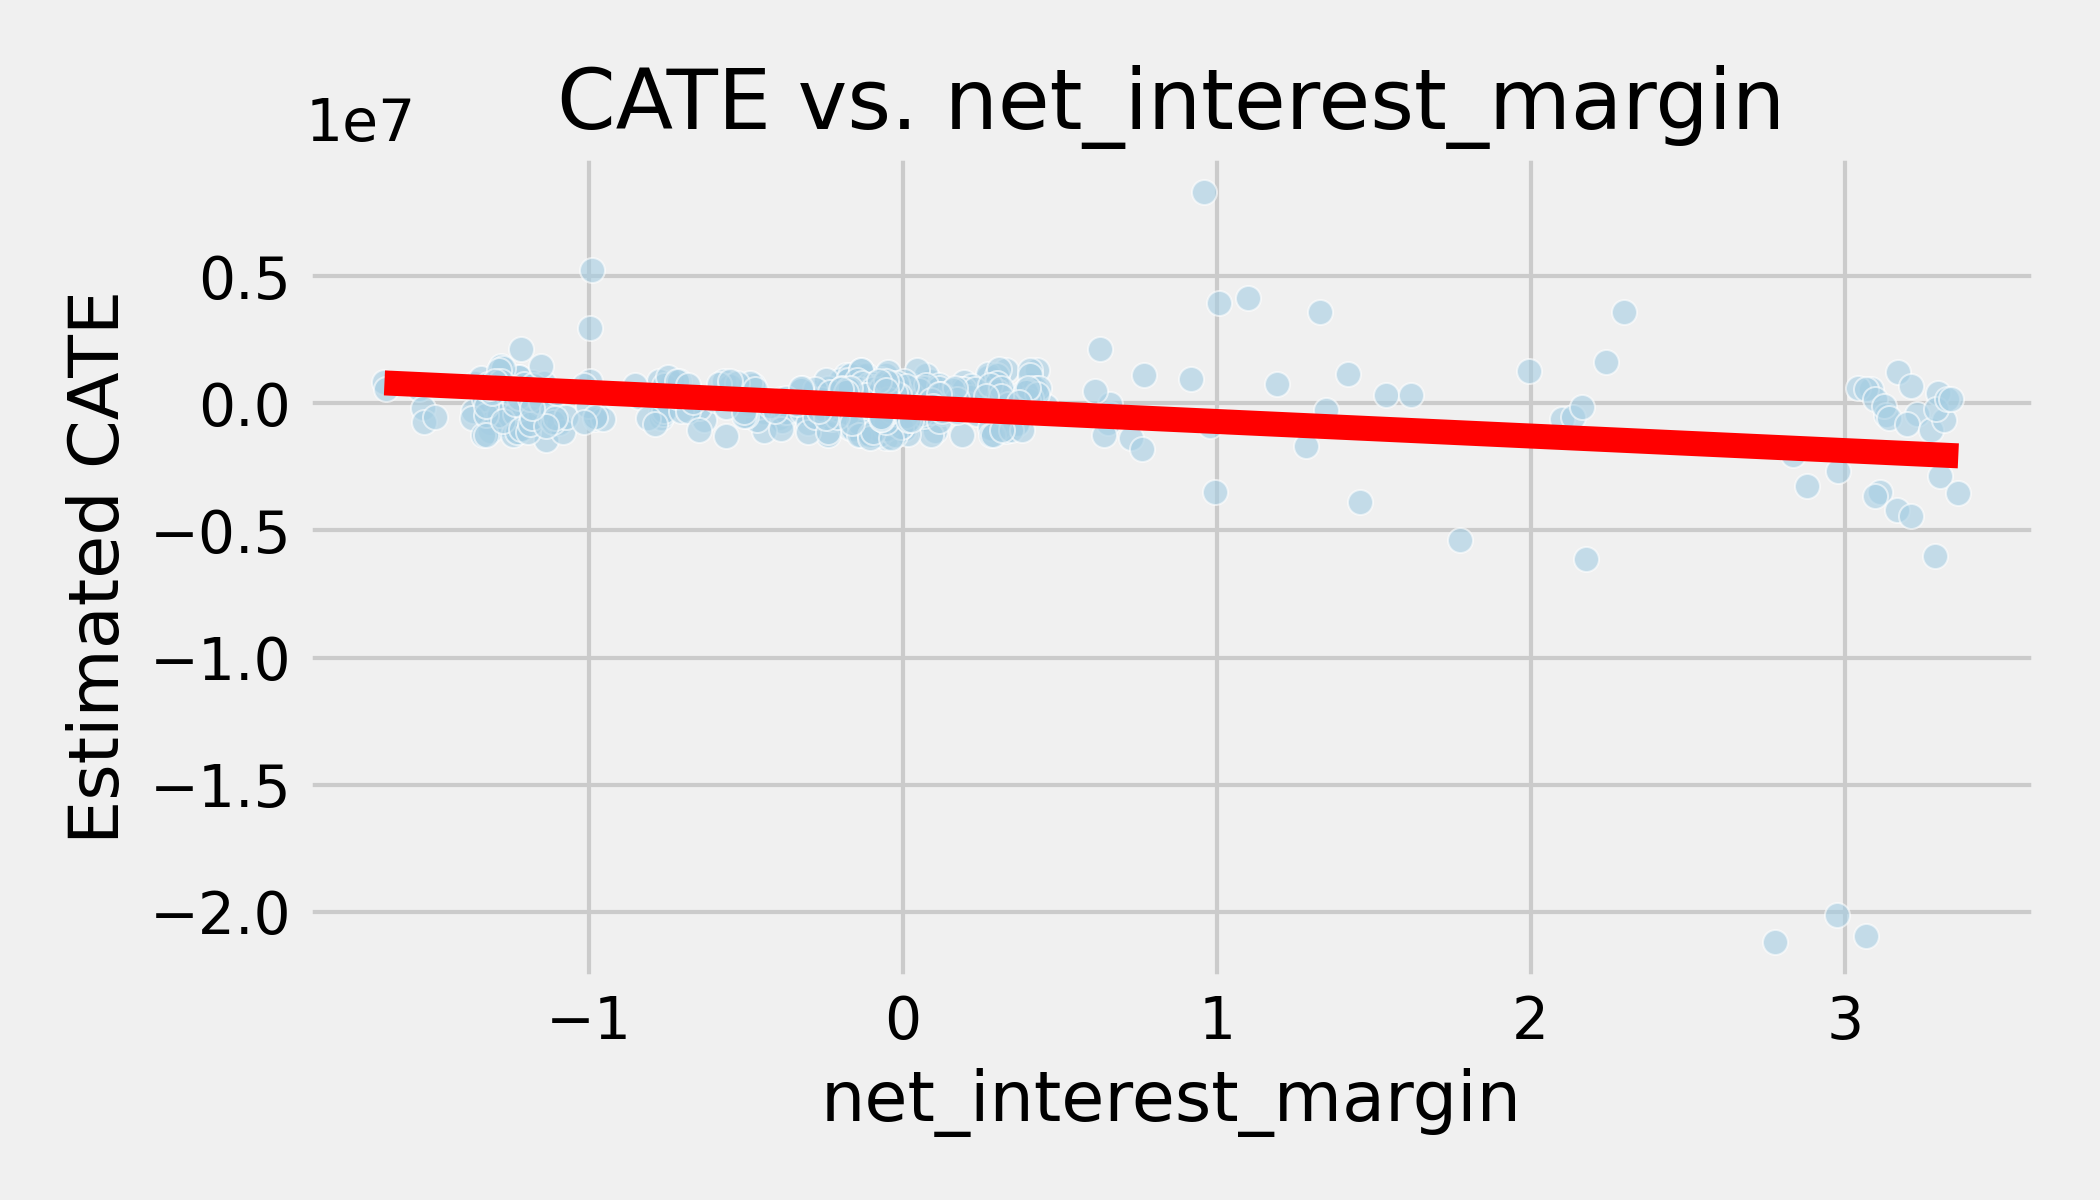 CATE vs. net_interest_margin
1e7
0.5
0.0
−0.5
−1.0
−1.5
−2.0
Estimated CATE
−1 0 1 2 3
net_interest_margin